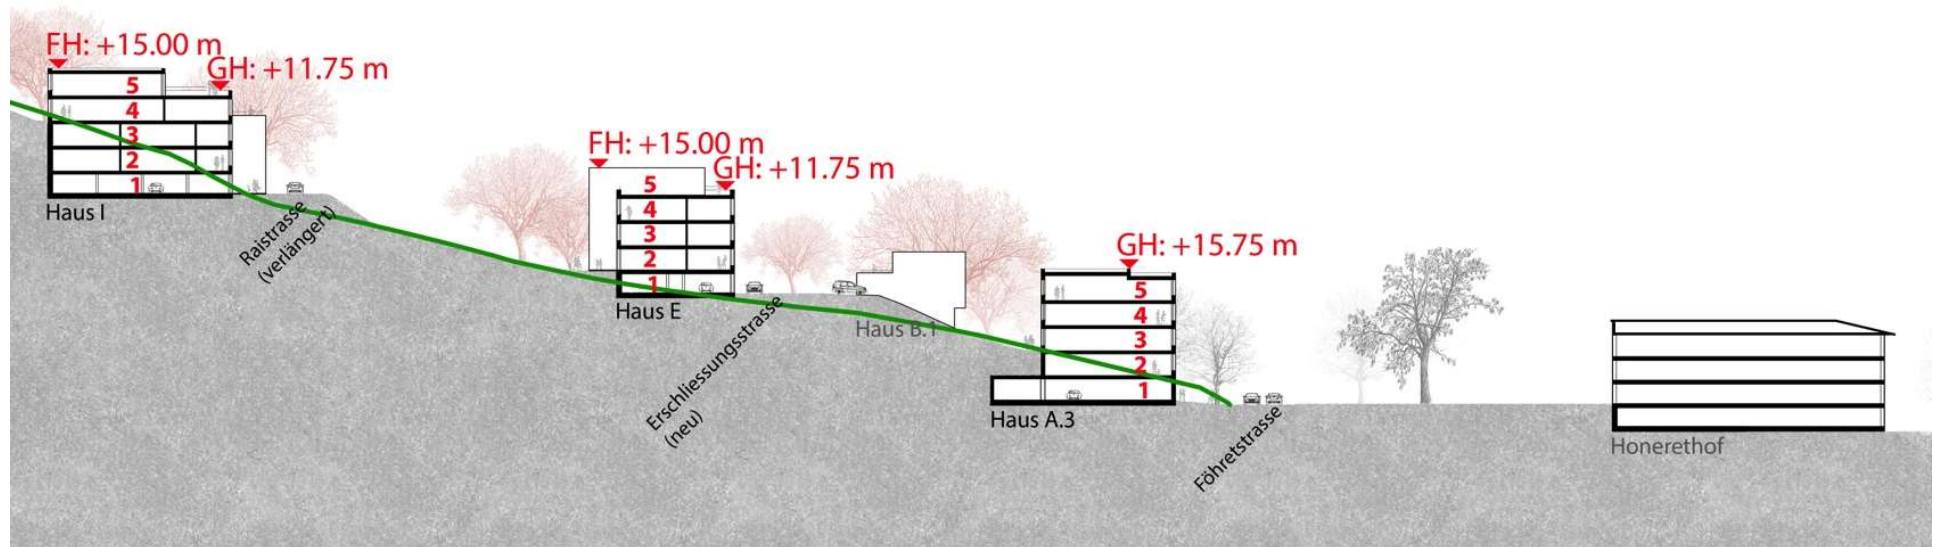 FH: +15.00 m
GH: +11.75 m
5
4
3
2
1
Haus I
Raistrasse
(verlängert)
FH: +15.00 m
GH: +11.75 m
5
4
3
2
1
Haus E
Erschliessungsstrasse
(neu)
Haus B.1
GH: +15.75 m
5
4
3
2
1
Haus A.3
Föhretstrasse
Honerethof